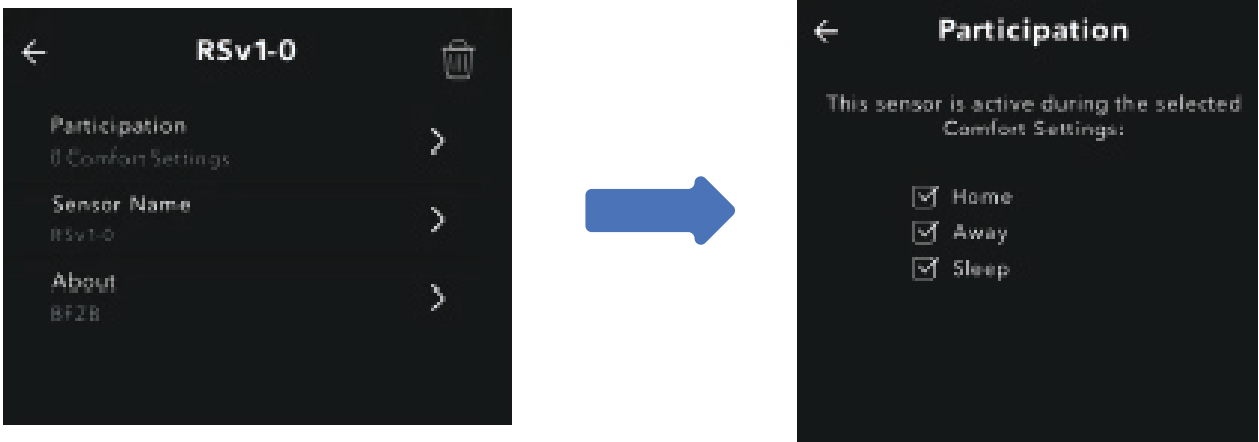 RSv1-0
Participation
0 Comfort Settings
Sensor Name
RSv1-0
About
BFZB
Participation
This sensor is active during the selected
Comfort Settings:
Home
Away
Sleep